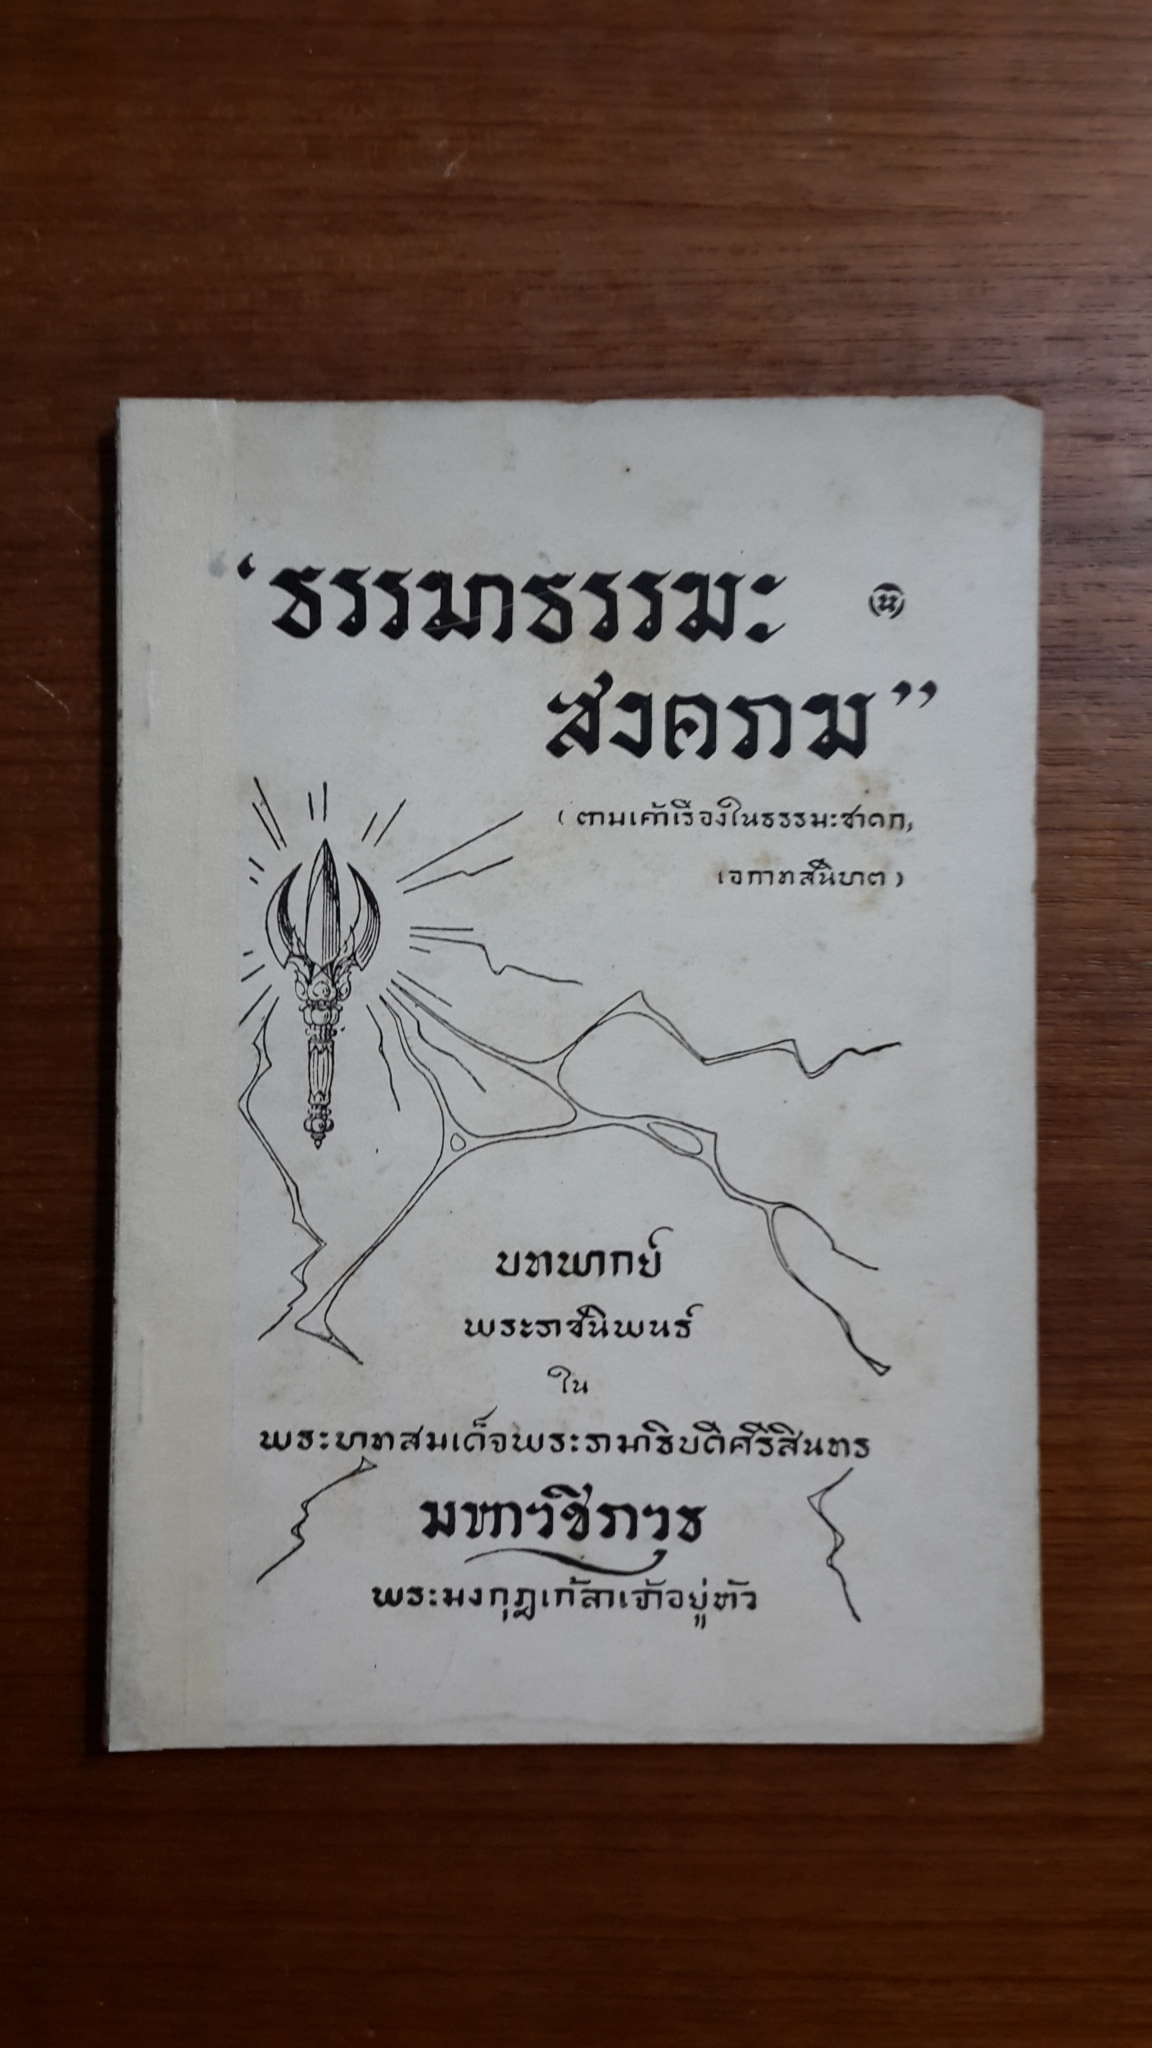 “ธรรมาธรรมะ
สงคราม”
(ตามเค้าเรื่องในธรรมะชาดก,
เอกาทสนิบาต)
บทพากย์
พระราชนิพนธ์
ใน
พระบาทสมเด็จพระรามาธิบดีศรีสินทร
มหาวชิราวุธ
พระมงกุฎเกล้าเจ้าอยู่หัว